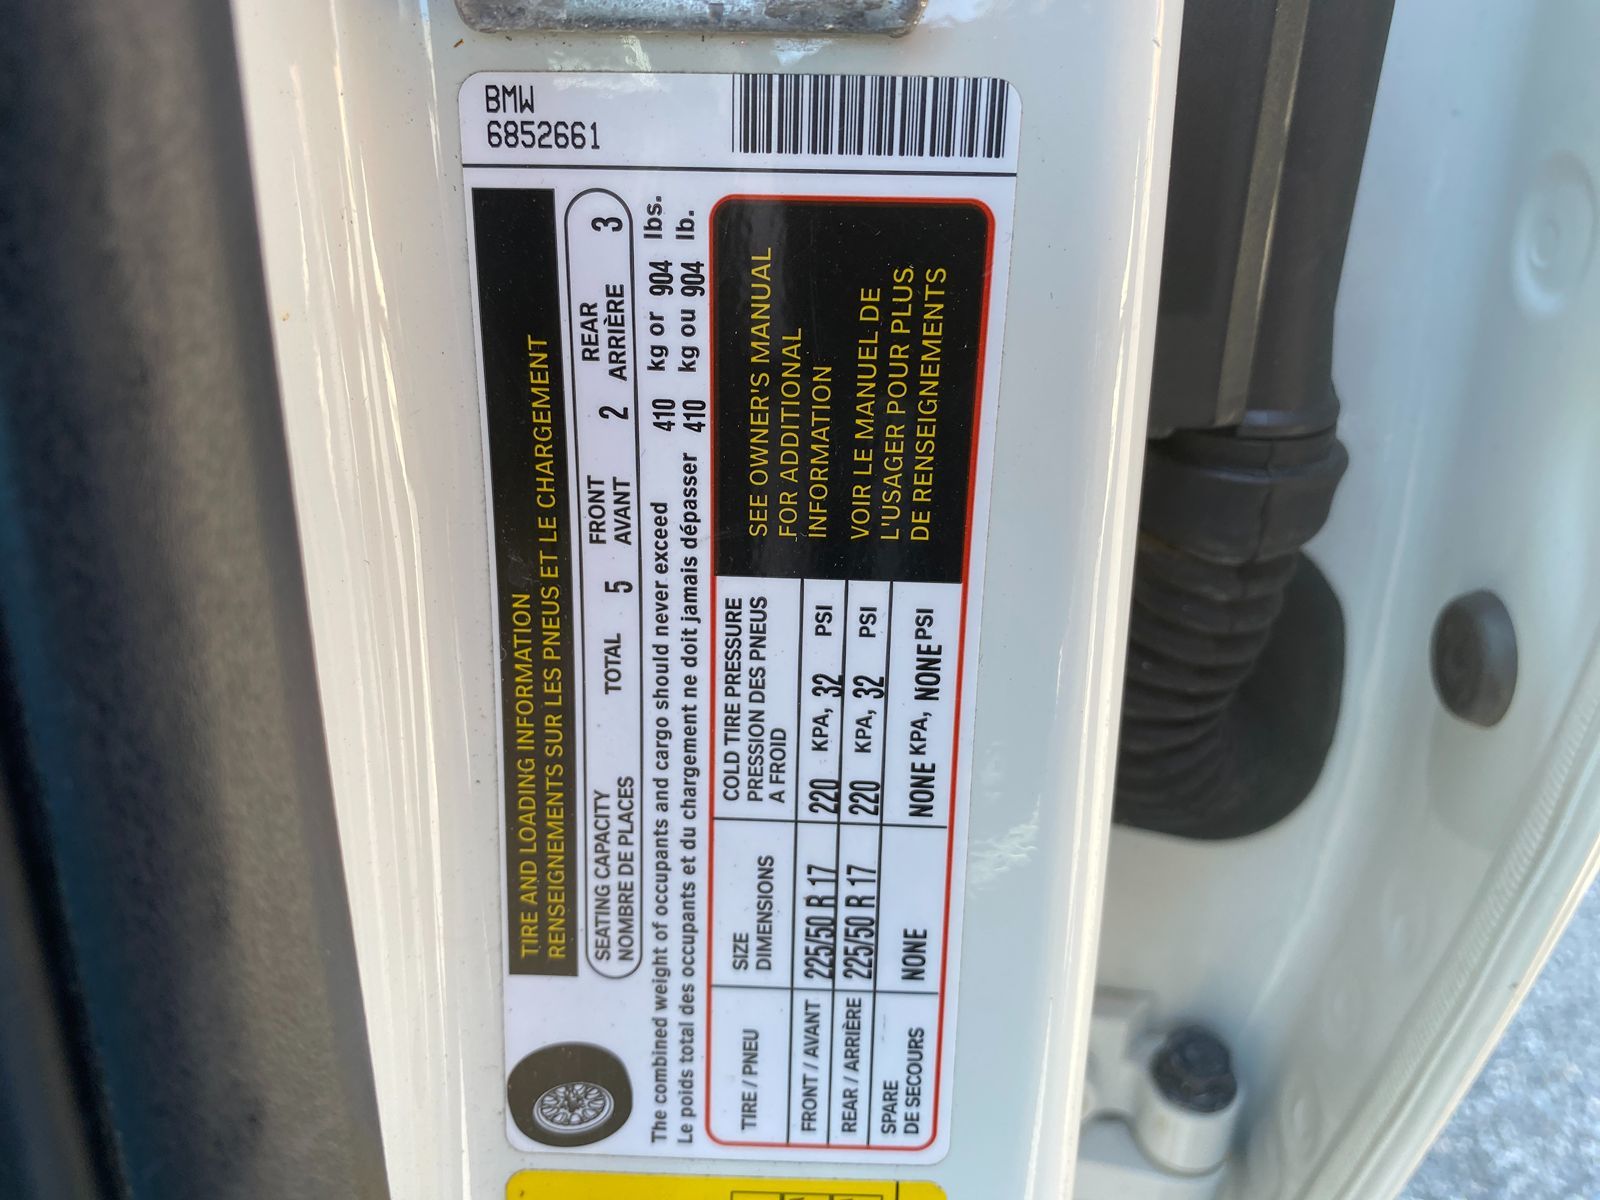 BMW
6852661
TIRE AND LOADING INFORMATION
RENSEIGNEMENTS SUR LES PNEUS ET LE CHARGEMENT
SEATING CAPACITY
NOMBRE DE PLACES
TOTAL 5
FRONT
AVANT
2
REAR
ARRIÈRE
3
The combined weight of occupants and cargo should never exceed 410 kg or 904 lbs.
Le poids total des occupants et du chargement ne doit jamais dépasser 410 kg ou 904 lb.
TIRE / PNEU
SIZE
DIMENSIONS
COLD TIRE PRESSURE
PRESSION DES PNEUS
A FROID
FRONT / AVANT 225/50 R 17 220 KPA, 32 PSI
REAR / ARRIÈRE 225/50 R 17 220 KPA, 32 PSI
SPARE
DE SECOURS
NONE NONE KPA, NONE PSI
SEE OWNER'S MANUAL
FOR ADDITIONAL
INFORMATION
VOIR LE MANUEL DE
L'USAGER POUR PLUS
DE RENSEIGNEMENTS